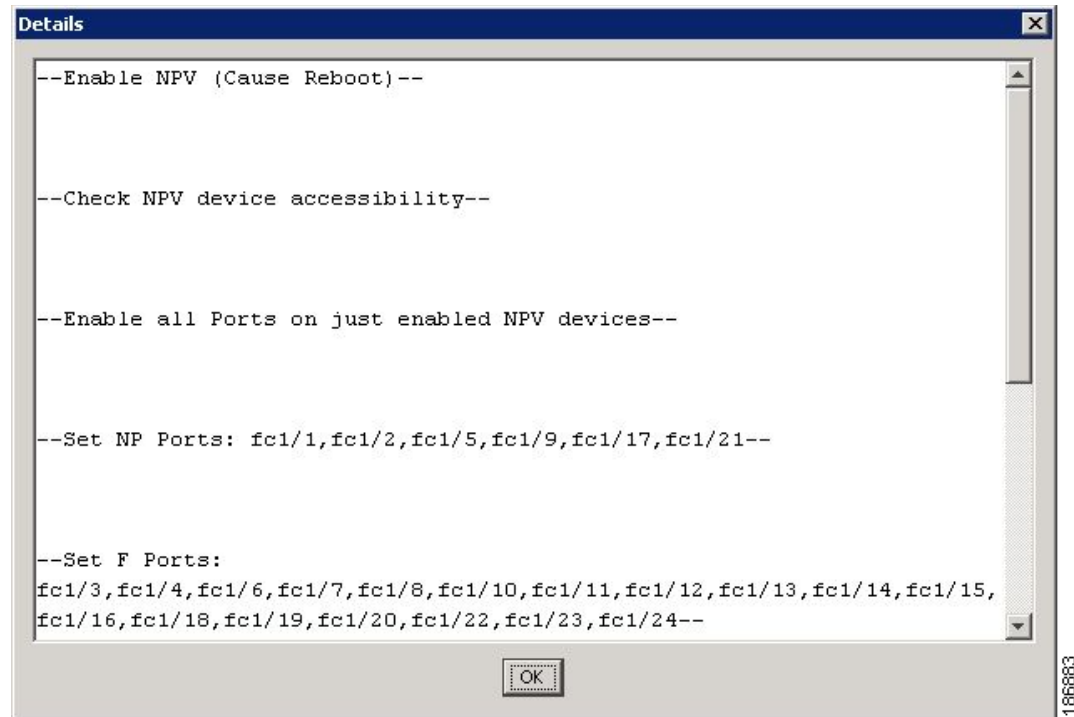 Details
--Enable NPV (Cause Reboot)--
--Check NPV device accessibility--
--Enable all Ports on just enabled NPV devices--
--Set NP Ports: fc1/1,fc1/2,fc1/5,fc1/9,fc1/17,fc1/21--
--Set F Ports:
fc1/3,fc1/4,fc1/6,fc1/7,fc1/8,fc1/10,fc1/11,fc1/12,fc1/13,fc1/14,fc1/15,
fc1/16,fc1/18,fc1/19,fc1/20,fc1/22,fc1/23,fc1/24--
OK
186883